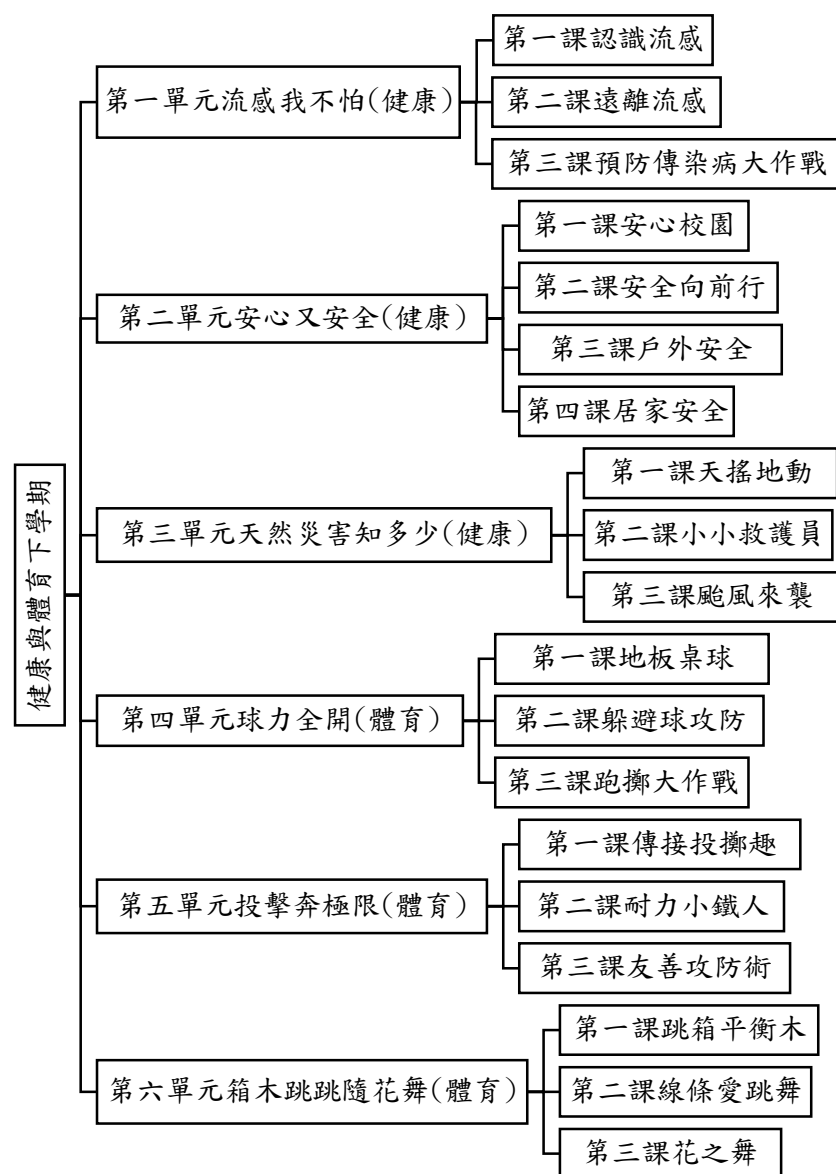 健康與體育下學期
第一單元流感我不怕(健康)
第一課認識流感
第二課遠離流感
第三課預防傳染病大作戰
第二單元安心又安全(健康)
第一課安心校園
第二課安全向前行
第三課戶外安全
第四課居家安全
第三單元天然災害知多少(健康)
第一課天搖地動
第二課小小救護員
第三課颱風來襲
第四單元球力全開(體育)
第一課地板桌球
第二課躲避球攻防
第三課跑擲大作戰
第五單元投擊奔極限(體育)
第一課傳接投擲趣
第二課耐力小鐵人
第三課友善攻防術
第六單元箱木跳跳隨花舞(體育)
第一課跳箱平衡木
第二課線條愛跳舞
第三課花之舞